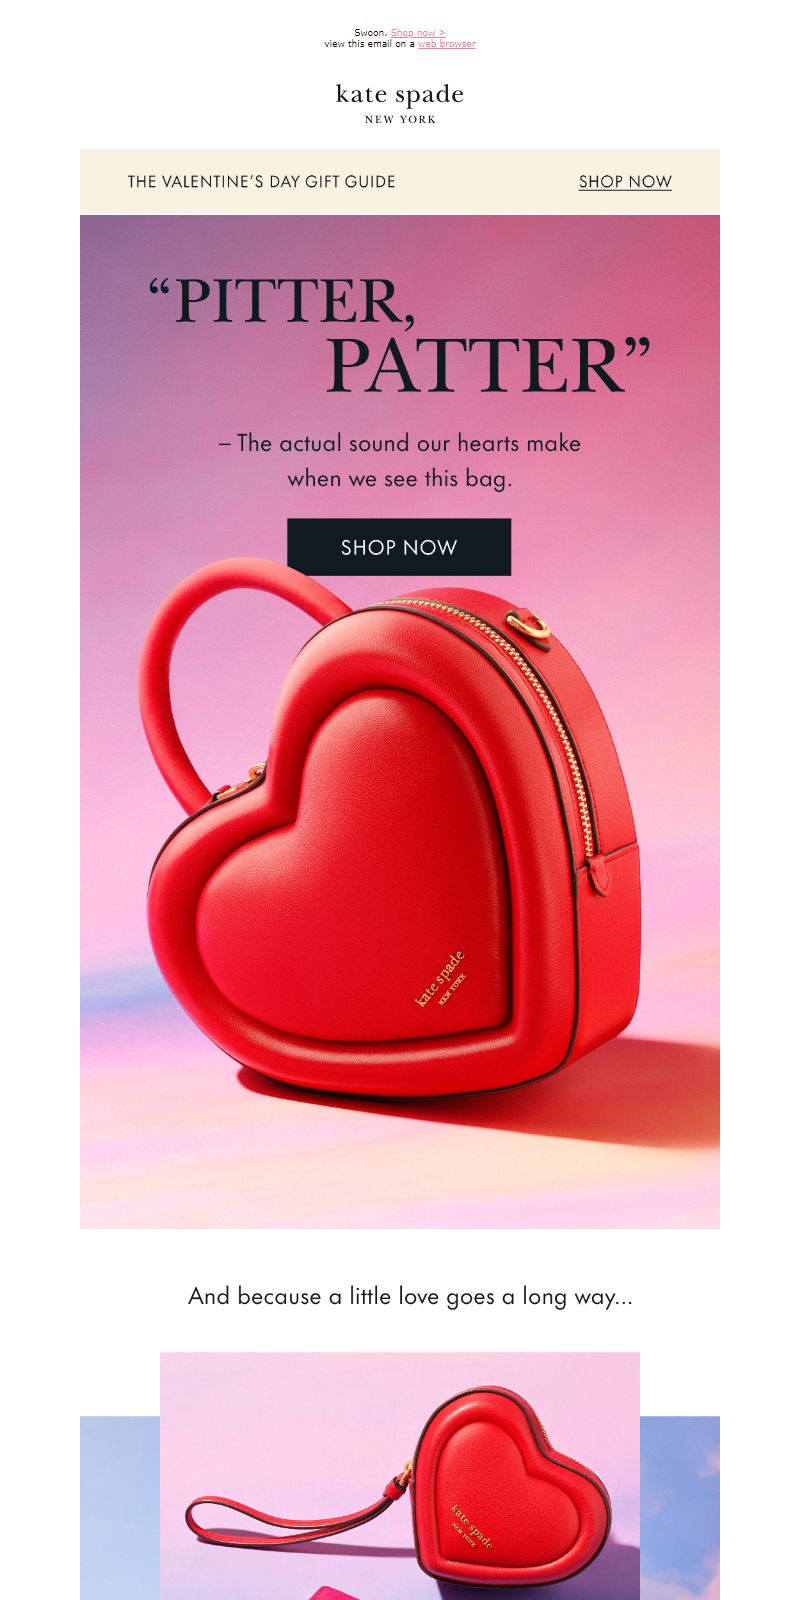 Swoon. Shop now >
view this email on a web browser
kate spade
NEW YORK
THE VALENTINE’S DAY GIFT GUIDE SHOP NOW
“PITTER,
PATTER”
– The actual sound our hearts make
when we see this bag.
SHOP NOW
kate spade
NEW YORK
And because a little love goes a long way...
kate spade
NEW YORK